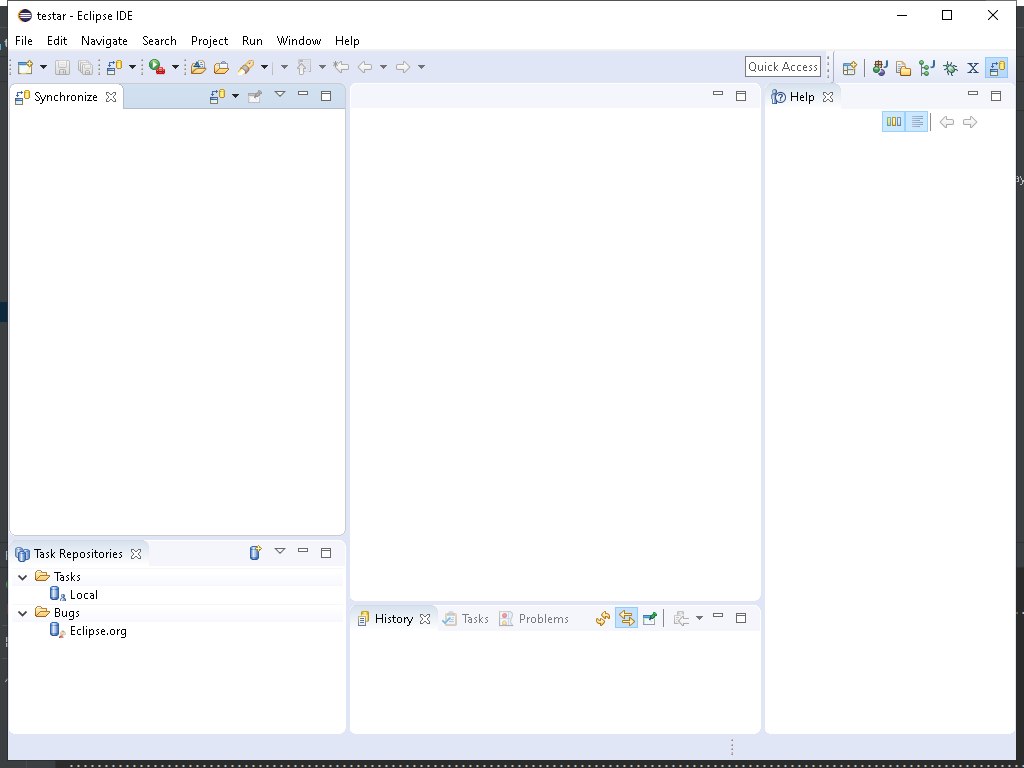 testar - Eclipse IDE
File Edit Navigate Search Project Run Window Help
Quick Access
Synchronize
Help
Task Repositories
Tasks
Local
Bugs
Eclipse.org
History Tasks Problems